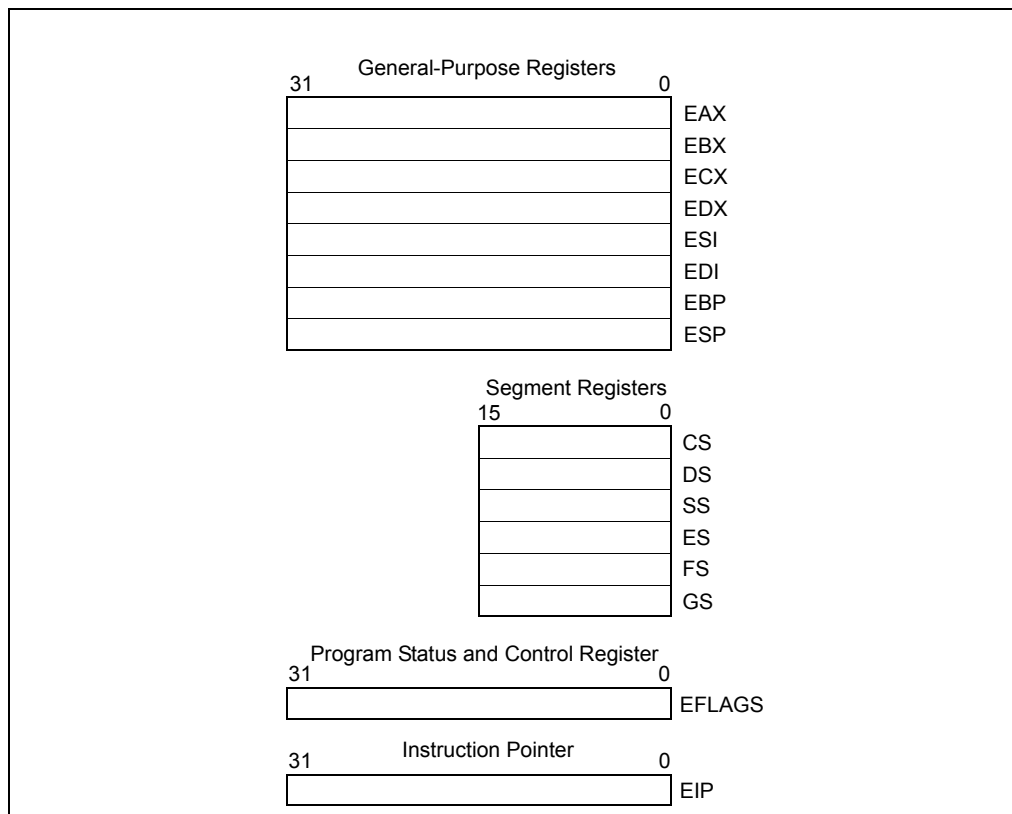 General-Purpose Registers
31 0
EAX
EBX
ECX
EDX
ESI
EDI
EBP
ESP
Segment Registers
15 0
CS
DS
SS
ES
FS
GS
Program Status and Control Register
31 0
EFLAGS
Instruction Pointer
31 0
EIP